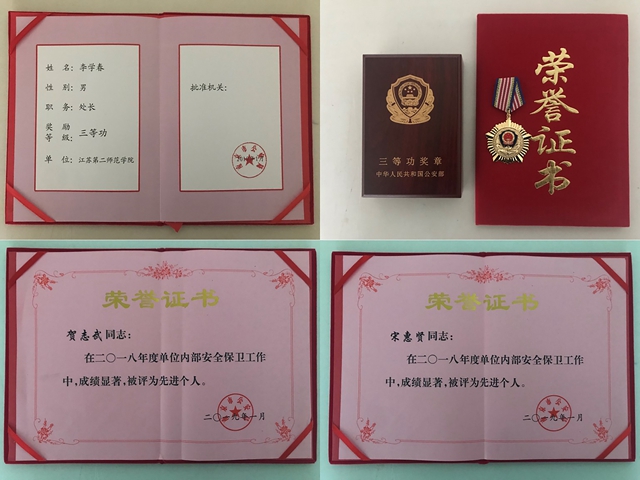 姓 名：李学春
性 别：男
职 务：处长
奖 励
等 级：三等功
单 位：江苏第二师范学院
批准机关：
三等功奖章
中华人民共和国公安部
荣誉证书
荣誉证书
贺志武同志：
在二〇一八年度单位内部安全保卫工作
中，成绩显著，被评为先进个人。
二〇一九年一月
荣誉证书
宋惠贤同志：
在二〇一八年度单位内部安全保卫工作
中，成绩显著，被评为先进个人。
二〇一九年一月